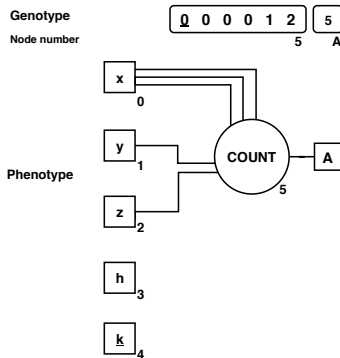 Genotype 0 0 0 0 1 2 5
Node number 5 A
x
0
y
1
COUNT
A
5
Phenotype
z
2
h
3
k
4